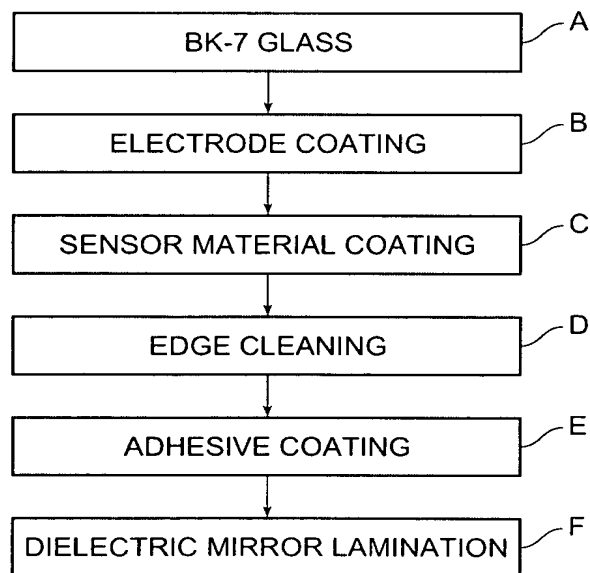 A
BK-7 GLASS
B
ELECTRODE COATING
C
SENSOR MATERIAL COATING
D
EDGE CLEANING
E
ADHESIVE COATING
F
DIELECTRIC MIRROR LAMINATION